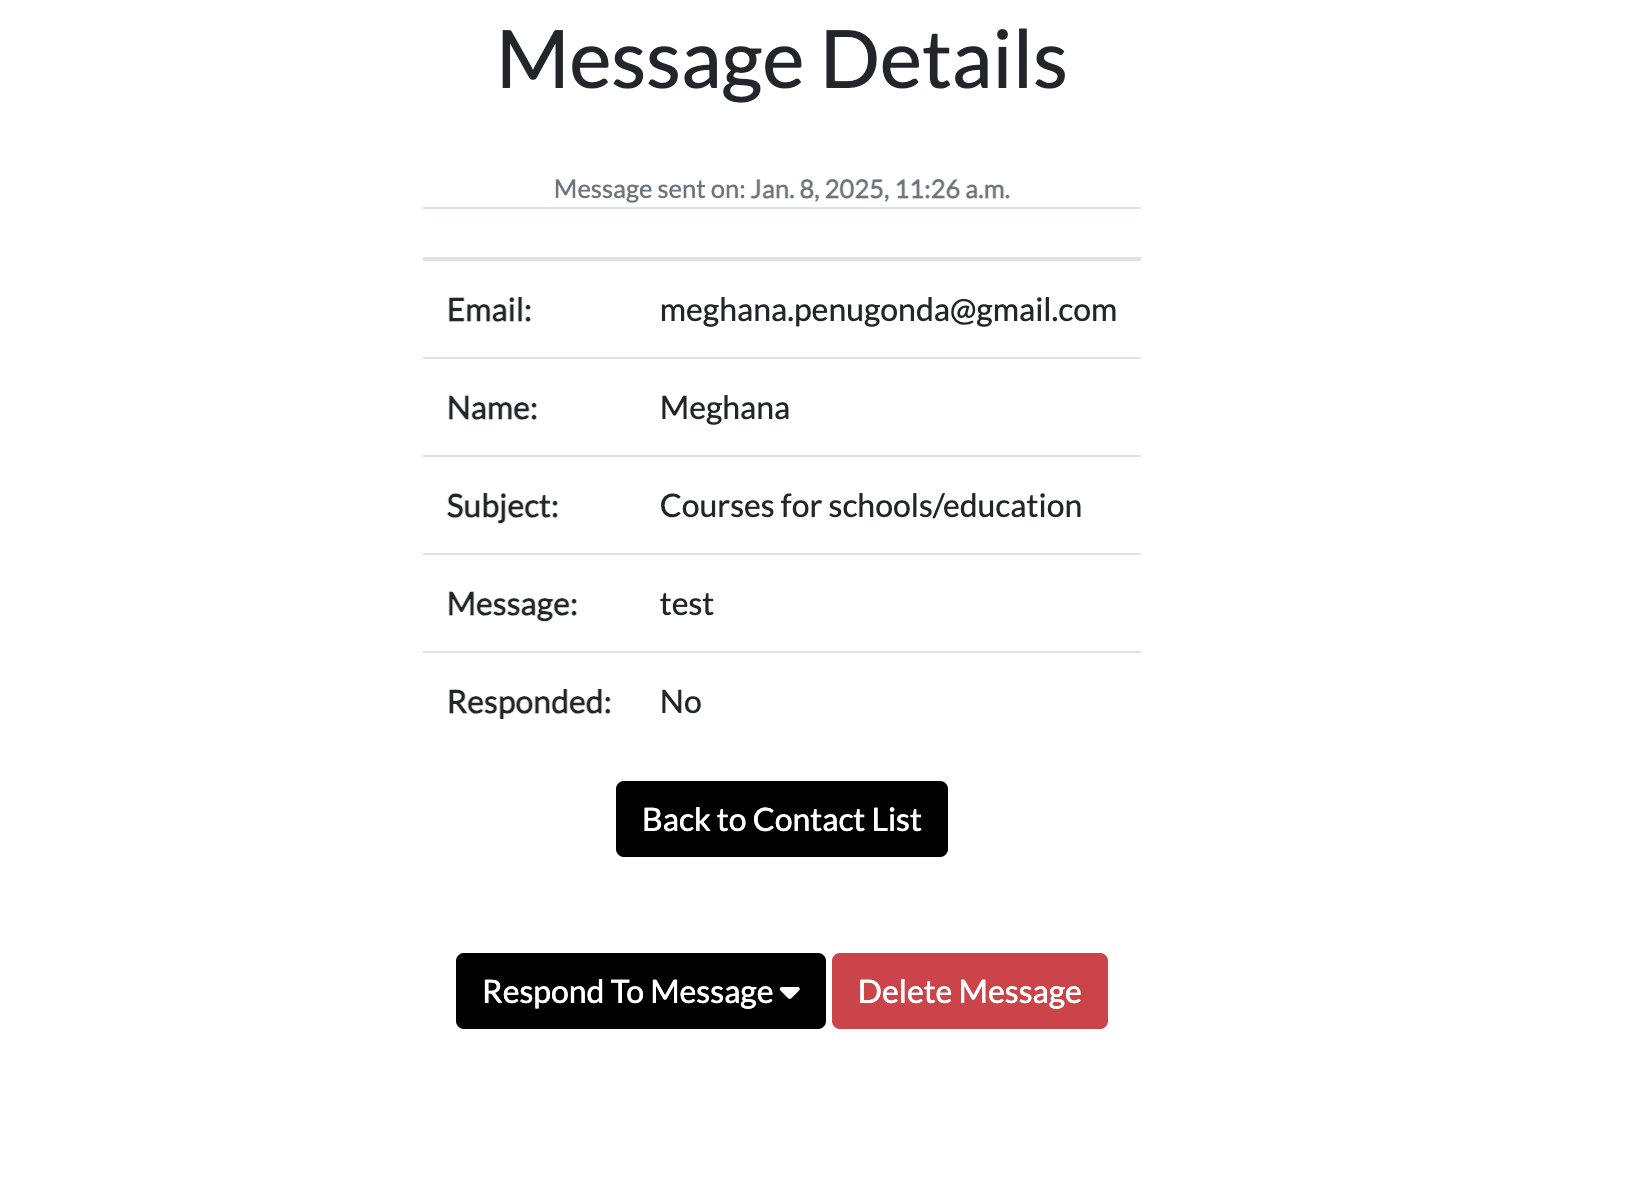 Message Details
Message sent on: Jan. 8, 2025, 11:26 a.m.
Email: meghana.penugonda@gmail.com
Name: Meghana
Subject: Courses for schools/education
Message: test
Responded: No
Back to Contact List
Respond To Message Delete Message